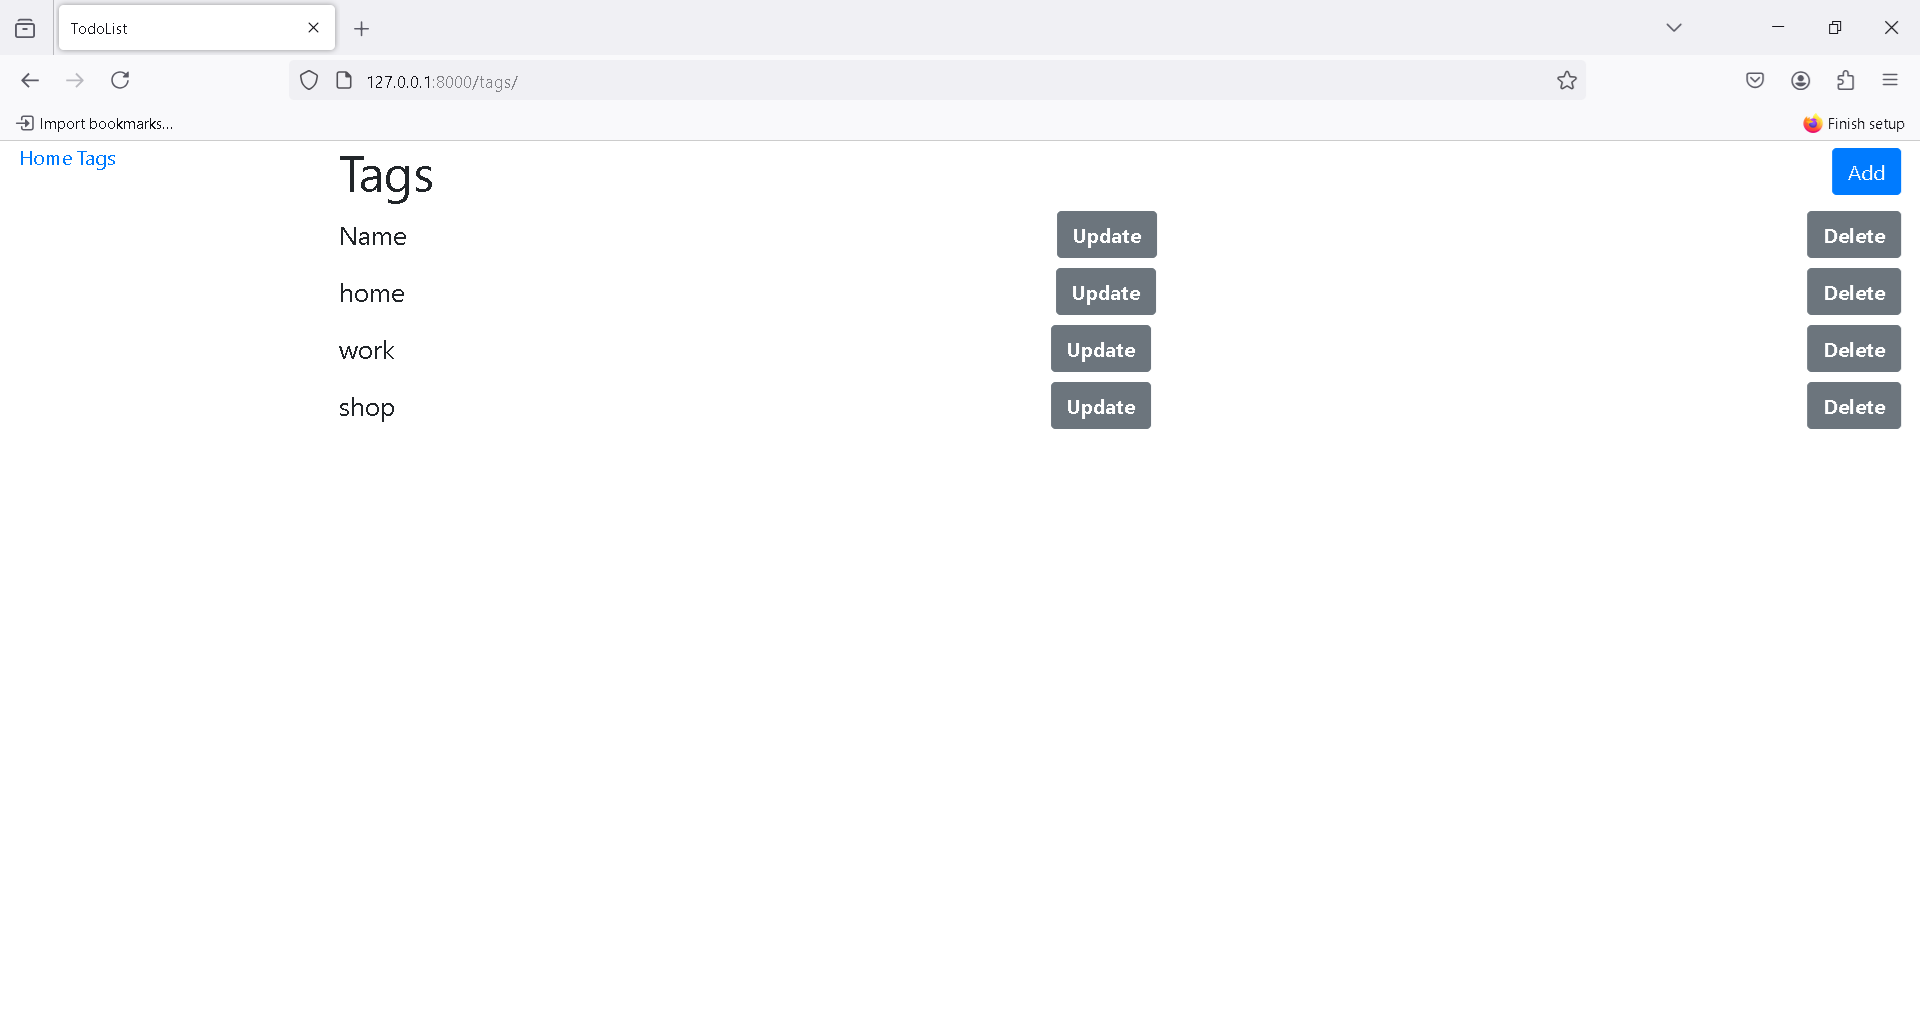 TodoList
127.0.0.1:8000/tags/
Import bookmarks...
Finish setup
Home Tags
Tags
Add
Name Update Delete
home Update Delete
work Update Delete
shop Update Delete